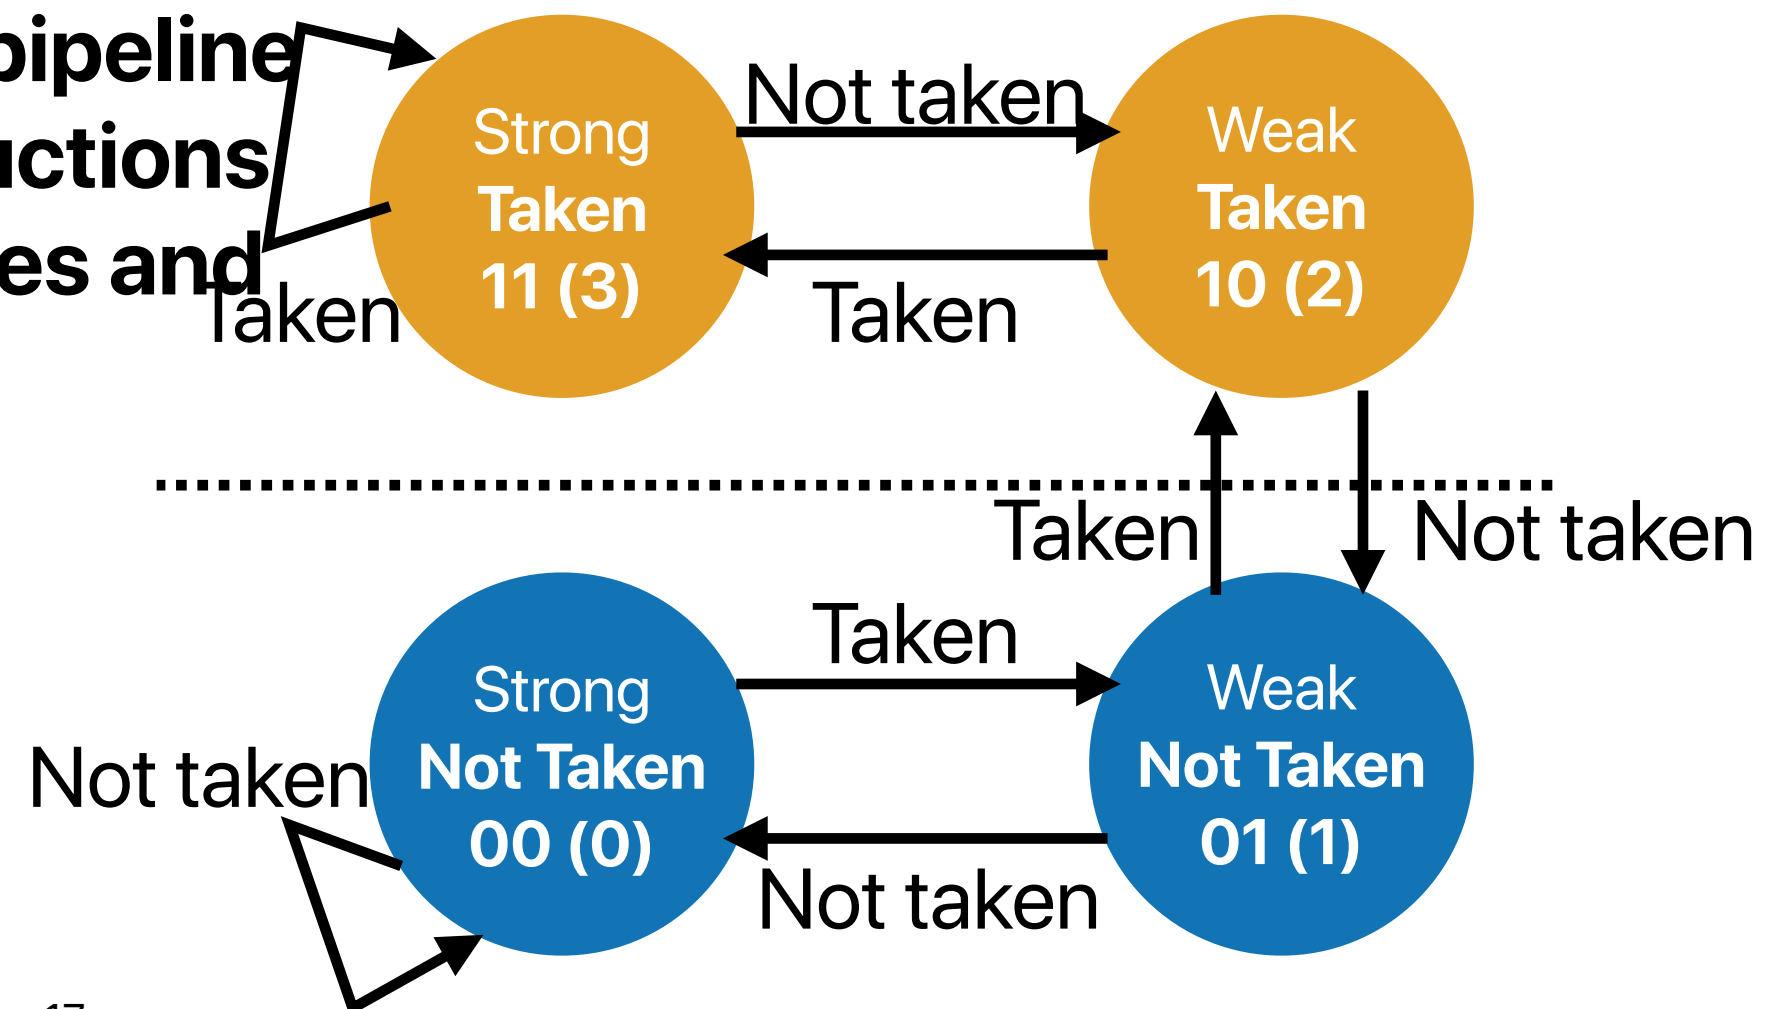 pipeline
uctions
es and
Taken
Strong
Taken
11 (3)
Not taken
Taken
Weak
Taken
10 (2)
Taken
Not taken
Strong
Not Taken
00 (0)
Not taken
Taken
Not taken
Weak
Not Taken
01 (1)
17